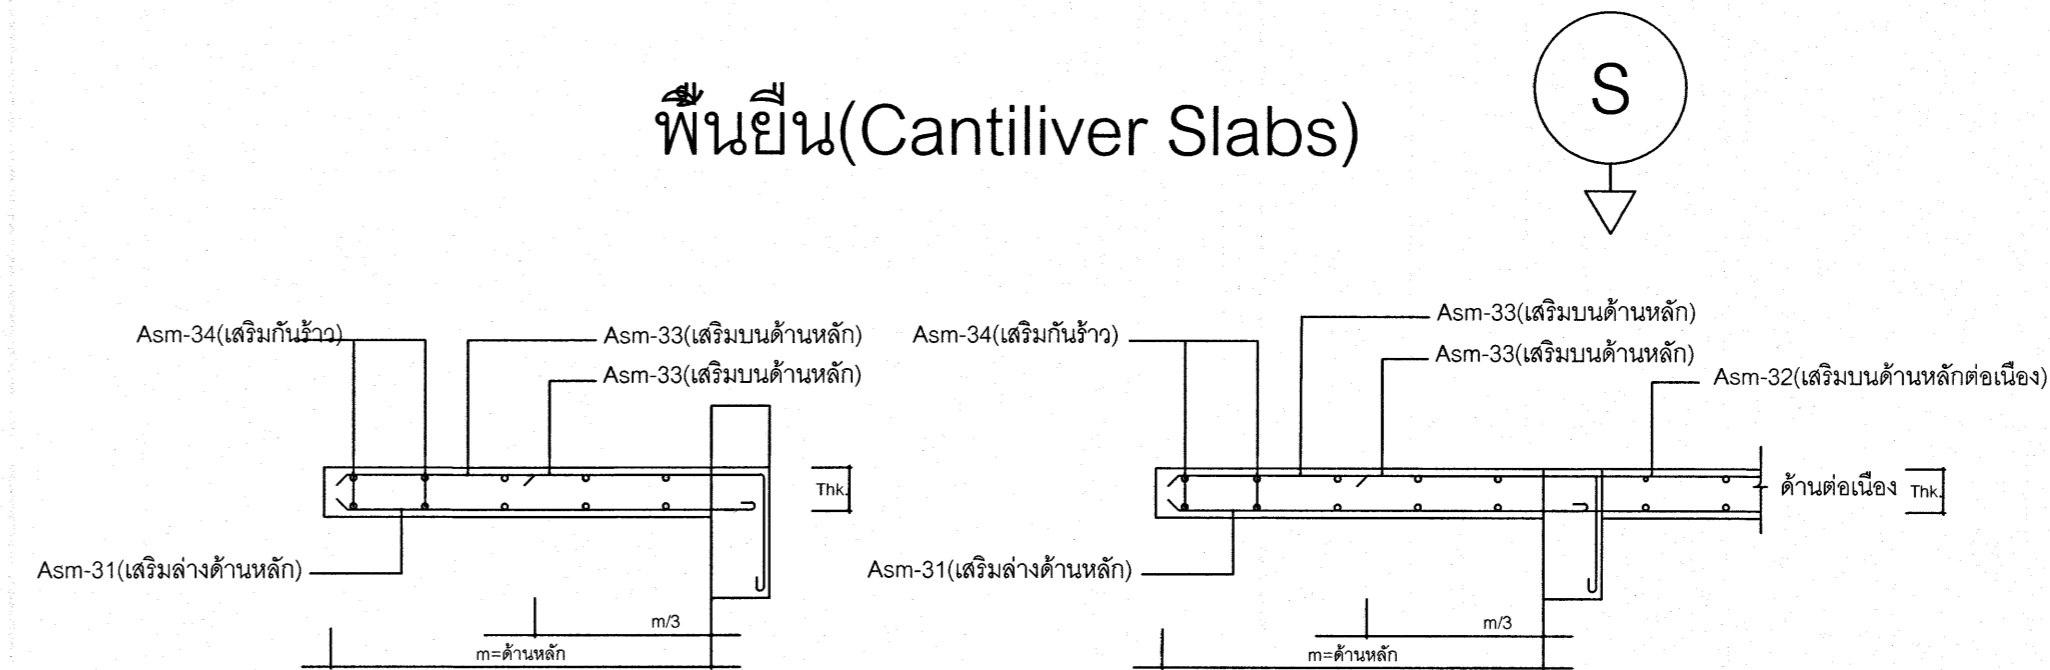 พื้นยื่น(Cantiliver Slabs)
S
Asm-34(เสริมกันร้าว)
Asm-33(เสริมบนด้านหลัก)
Asm-33(เสริมบนด้านหลัก)
Thk.
Asm-31(เสริมล่างด้านหลัก)
m/3
m=ด้านหลัก
Asm-34(เสริมกันร้าว)
Asm-33(เสริมบนด้านหลัก)
Asm-33(เสริมบนด้านหลัก)
Asm-32(เสริมบนด้านหลักต่อเนื่อง)
ด้านต่อเนื่อง
Thk.
Asm-31(เสริมล่างด้านหลัก)
m/3
m=ด้านหลัก